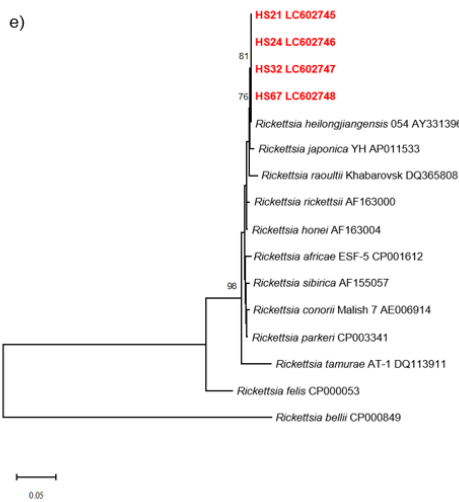 e)
HS21 LC602745
HS24 LC602746
81
HS32 LC602747
76
HS67 LC602748
Rickettsia heilongjiangensis 054 AY331396
Rickettsia japonica YH AP011533
Rickettsia raoultii Khabarovsk DQ365808
Rickettsia rickettsii AF163000
Rickettsia honei AF163004
Rickettsia africae ESF-5 CP001612
Rickettsia sibirica AF155057
98
Rickettsia conorii Malish 7 AE006914
Rickettsia parkeri CP003341
Rickettsia tamurae AT-1 DQ113911
Rickettsia felis CP000053
Rickettsia bellii CP000849
0.05